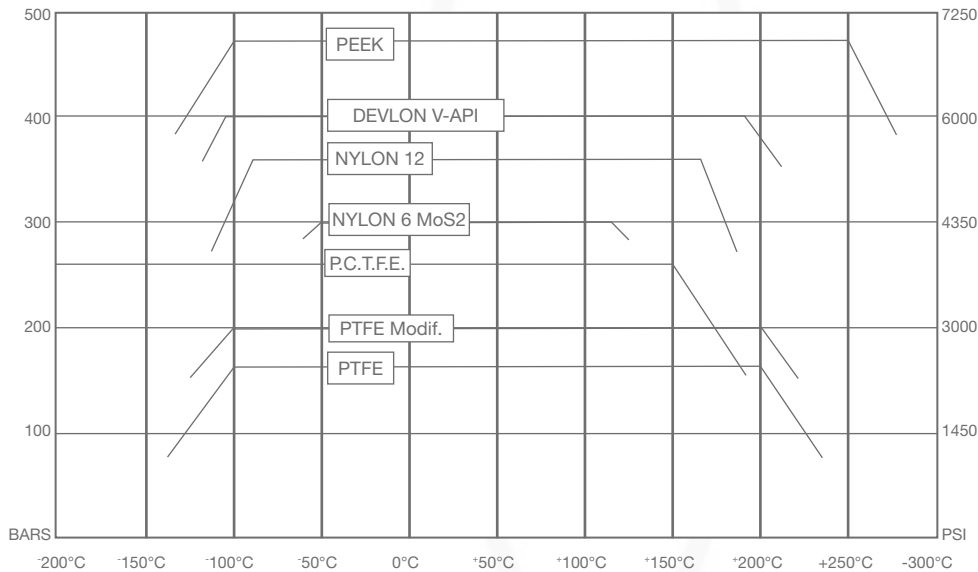 500
7250
PEEK
400
DEVLON V-API
6000
NYLON 12
300
NYLON 6 MoS2
4350
P.C.T.F.E.
200
PTFE Modif.
3000
PTFE
100
1450
BARS
PSI
-200°C -150°C -100°C -50°C 0°C +50°C +100°C +150°C +200°C +250°C -300°C